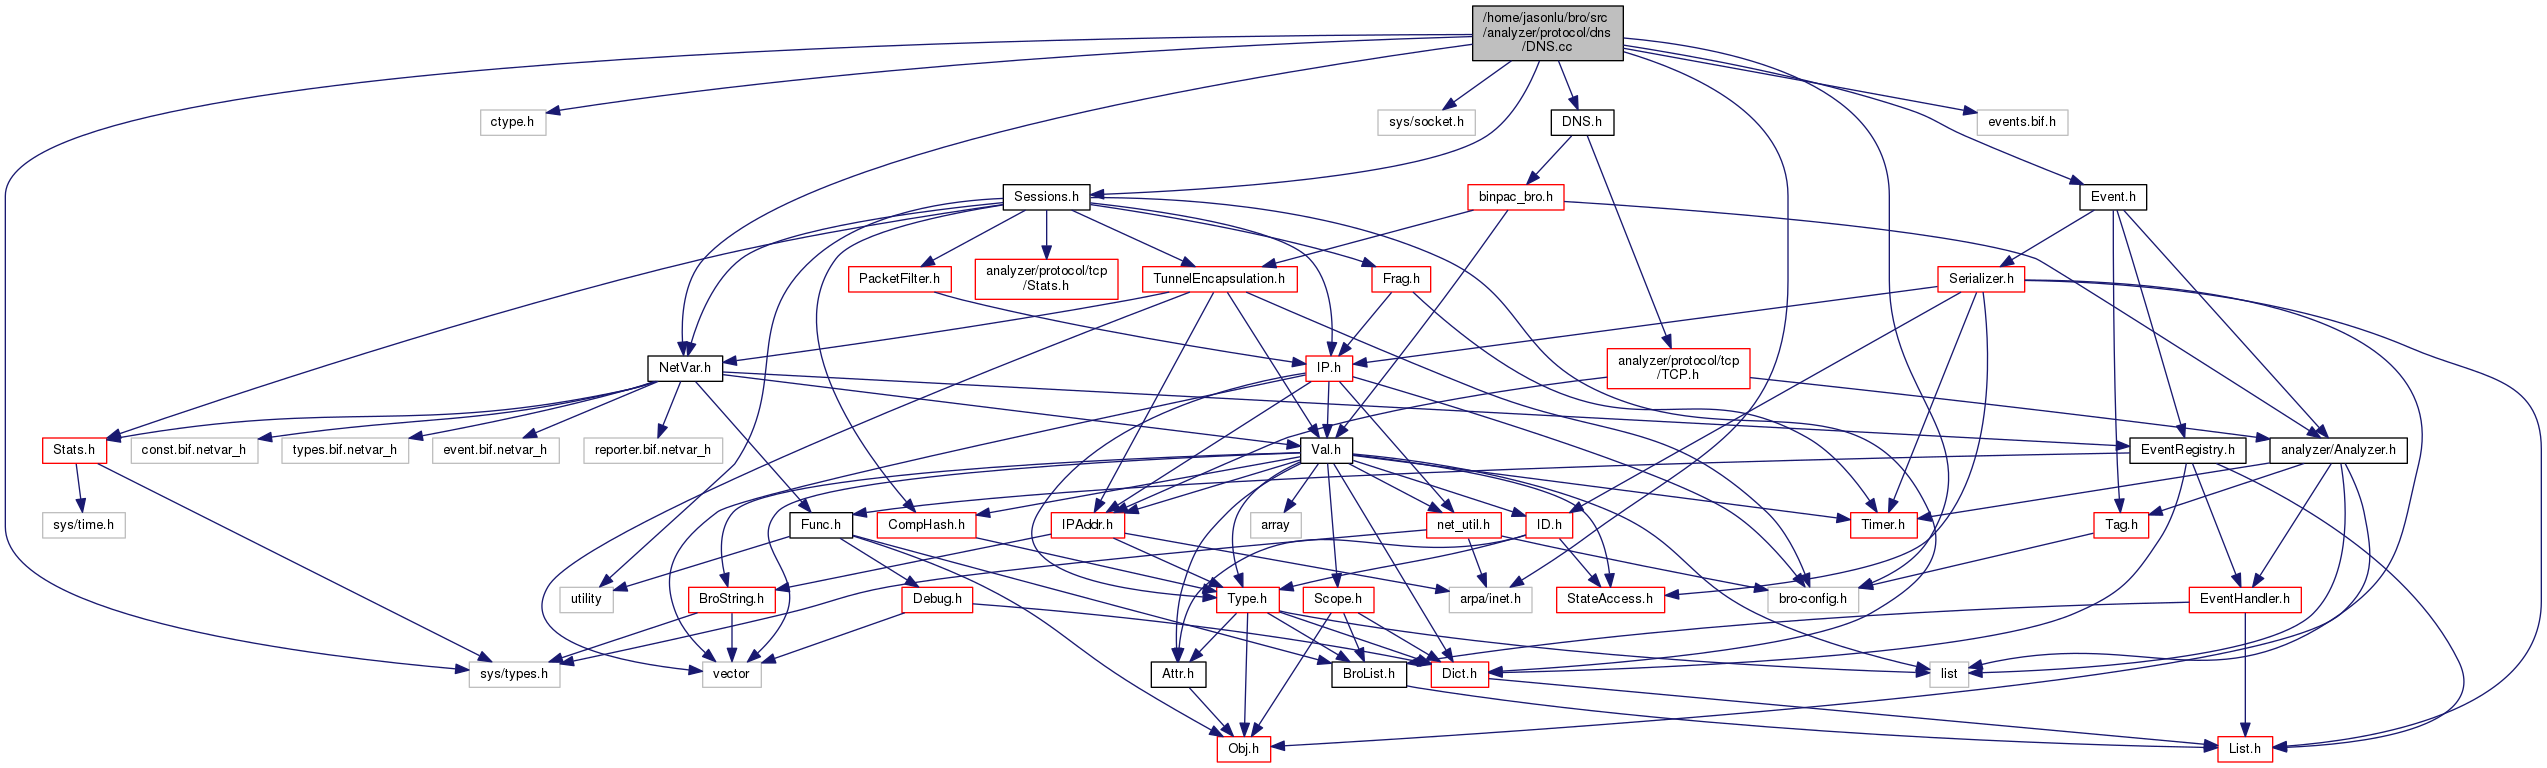 /home/jasonlu/bro/src
/analyzer/protocol/dns
/DNS.cc
ctype.h
sys/socket.h
DNS.h
events.bif.h
Sessions.h
binpac_bro.h
Event.h
PacketFilter.h
analyzer/protocol/tcp
/Stats.h
TunnelEncapsulation.h
Frag.h
Serializer.h
NetVar.h
IP.h
analyzer/protocol/tcp
/TCP.h
Stats.h
const.bif.netvar_h
types.bif.netvar_h
event.bif.netvar_h
reporter.bif.netvar_h
Val.h
EventRegistry.h
analyzer/Analyzer.h
sys/time.h
Func.h
CompHash.h
IPAddr.h
array
net_util.h
ID.h
Timer.h
Tag.h
utility
BroString.h
Debug.h
Type.h
Scope.h
arpa/inet.h
StateAccess.h
bro-config.h
EventHandler.h
sys/types.h
vector
Attr.h
BroList.h
Dict.h
list
Obj.h
List.h